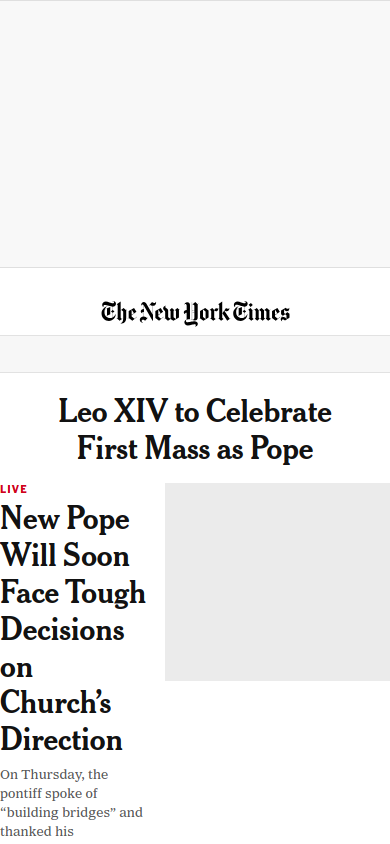 The New York Times
Leo XIV to Celebrate
First Mass as Pope
LIVE
New Pope
Will Soon
Face Tough
Decisions
on
Church’s
Direction
On Thursday, the
pontiff spoke of
“building bridges” and
thanked his